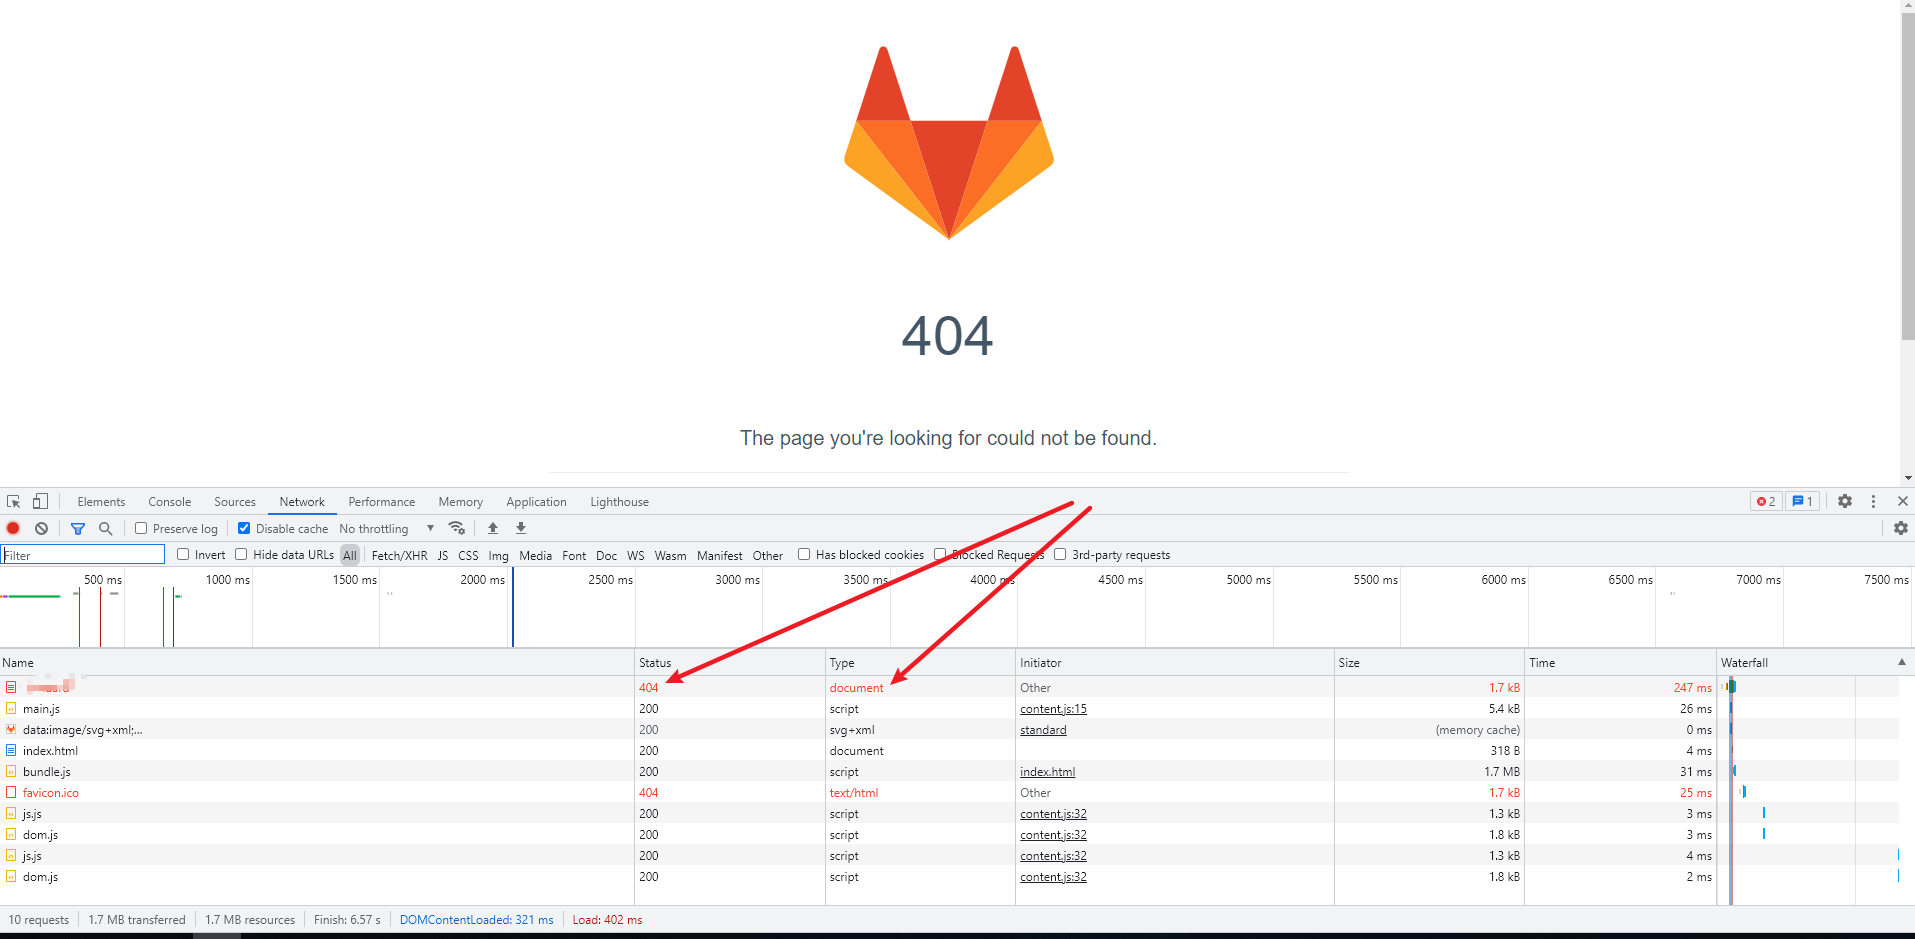 404
The page you're looking for could not be found.
Elements Console Sources Network Performance Memory Application Lighthouse 2 1
Preserve log Disable cache No throttling
Filter Invert Hide data URLs All Fetch/XHR JS CSS Img Media Font Doc WS Wasm Manifest Other Has blocked cookies Blocked Requests 3rd-party requests
500 ms 1000 ms 1500 ms 2000 ms 2500 ms 3000 ms 3500 ms 4000 ms 4500 ms 5000 ms 5500 ms 6000 ms 6500 ms 7000 ms 7500 ms
Name Status Type Initiator Size Time Waterfall
404 document Other 1.7 kB 247 ms
main.js 200 script content.js:15 5.4 kB 26 ms
data:image/svg+xml;... 200 svg+xml standard (memory cache) 0 ms
index.html 200 document 318 B 4 ms
bundle.js 200 script index.html 1.7 MB 31 ms
favicon.ico 404 text/html Other 1.7 kB 25 ms
js.js 200 script content.js:32 1.3 kB 3 ms
dom.js 200 script content.js:32 1.8 kB 3 ms
js.js 200 script content.js:32 1.3 kB 4 ms
dom.js 200 script content.js:32 1.8 kB 2 ms
10 requests 1.7 MB transferred 1.7 MB resources Finish: 6.57 s DOMContentLoaded: 321 ms Load: 402 ms